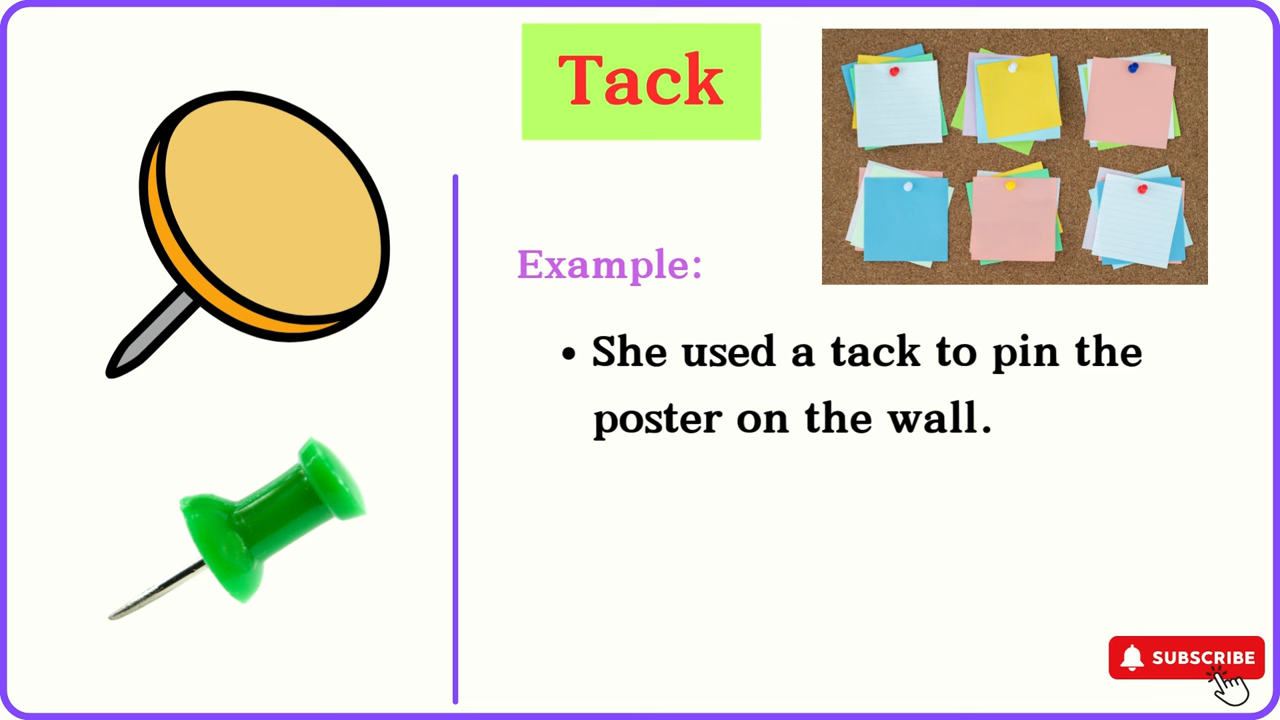 Tack
Example:
• She used a tack to pin the
poster on the wall.
SUBSCRIBE